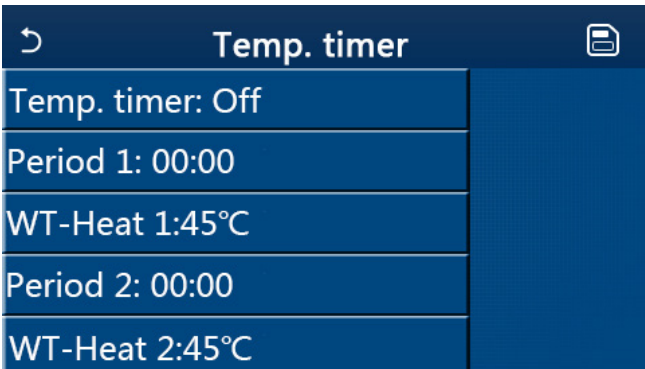 Temp. timer
Temp. timer: Off
Period 1: 00:00
WT-Heat 1:45℃
Period 2: 00:00
WT-Heat 2:45℃